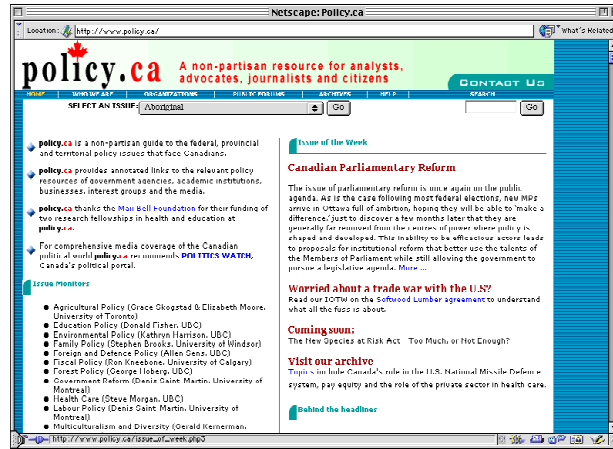 Netscape: Policy.ca
Location: http://www.policy.ca/ What's Related
policy.ca
A non-partisan resource for analysts,
advocates, journalists and citizens
CONTACT US
HOME WHO WE ARE ORGANIZATIONS PUBLIC FORUMS ARCHIVES HELP SEARCH
SELECT AN ISSUE: Aboriginal Go Go
policy.ca is a non-partisan guide to the federal, provincial
and territorial policy issues that face Canadians.
policy.ca provides annotated links to the relevant policy
resources of government agencies, academic institutions,
businesses, interest groups and the media.
policy.ca thanks the Max Bell Foundation for their funding of
two research fellowships in health and education at
policy.ca.
For comprehensive media coverage of the Canadian
political world policy.ca recommends POLITICS WATCH,
Canada's political portal.
Issue Monitors
Agricultural Policy (Grace Skogstad & Elizabeth Moore,
University of Toronto)
Education Policy (Donald Fisher, UBC)
Environmental Policy (Kathryn Harrison, UBC)
Family Policy (Stephen Brooks, University of Windsor)
Foreign and Defence Policy (Allen Sens, UBC)
Fiscal Policy (Ron Kneebone, University of Calgary)
Forest Policy (George Hoberg, UBC)
Government Reform (Denis Saint-Martin, University of
Montreal)
Health Care (Steve Morgan, UBC)
Labour Policy (Denis Saint-Martin, University of
Montreal)
Multiculturalism and Diversity (Gerald Kernerman,
Issue of the Week
Canadian Parliamentary Reform
The issue of parliamentary reform is once again on the public
agenda. As is the case following most federal elections, new MPs
arrive in Ottawa full of ambition, hoping they will be able to 'make a
difference,' just to discover a few months later that they are
generally far removed from the centres of power where policy is
shaped and developed. This inability to be efficacious actors leads
to proposals for institutional reform that better use the talents of
the Members of Parliament while still allowing the government to
pursue a legislative agenda. More ...
Worried about a trade war with the U.S?
Read our IOTW on the Softwood Lumber agreement to understand
what all the fuss is about.
Coming soon:
The New Species at Risk Act Too Much, or Not Enough?
Visit our archive
Topics include Canada's role in the U.S. National Missile Defence
system, pay equity and the role of the private sector in health care.
Behind the headlines
http://www.policy.ca/issue_of_week.php3